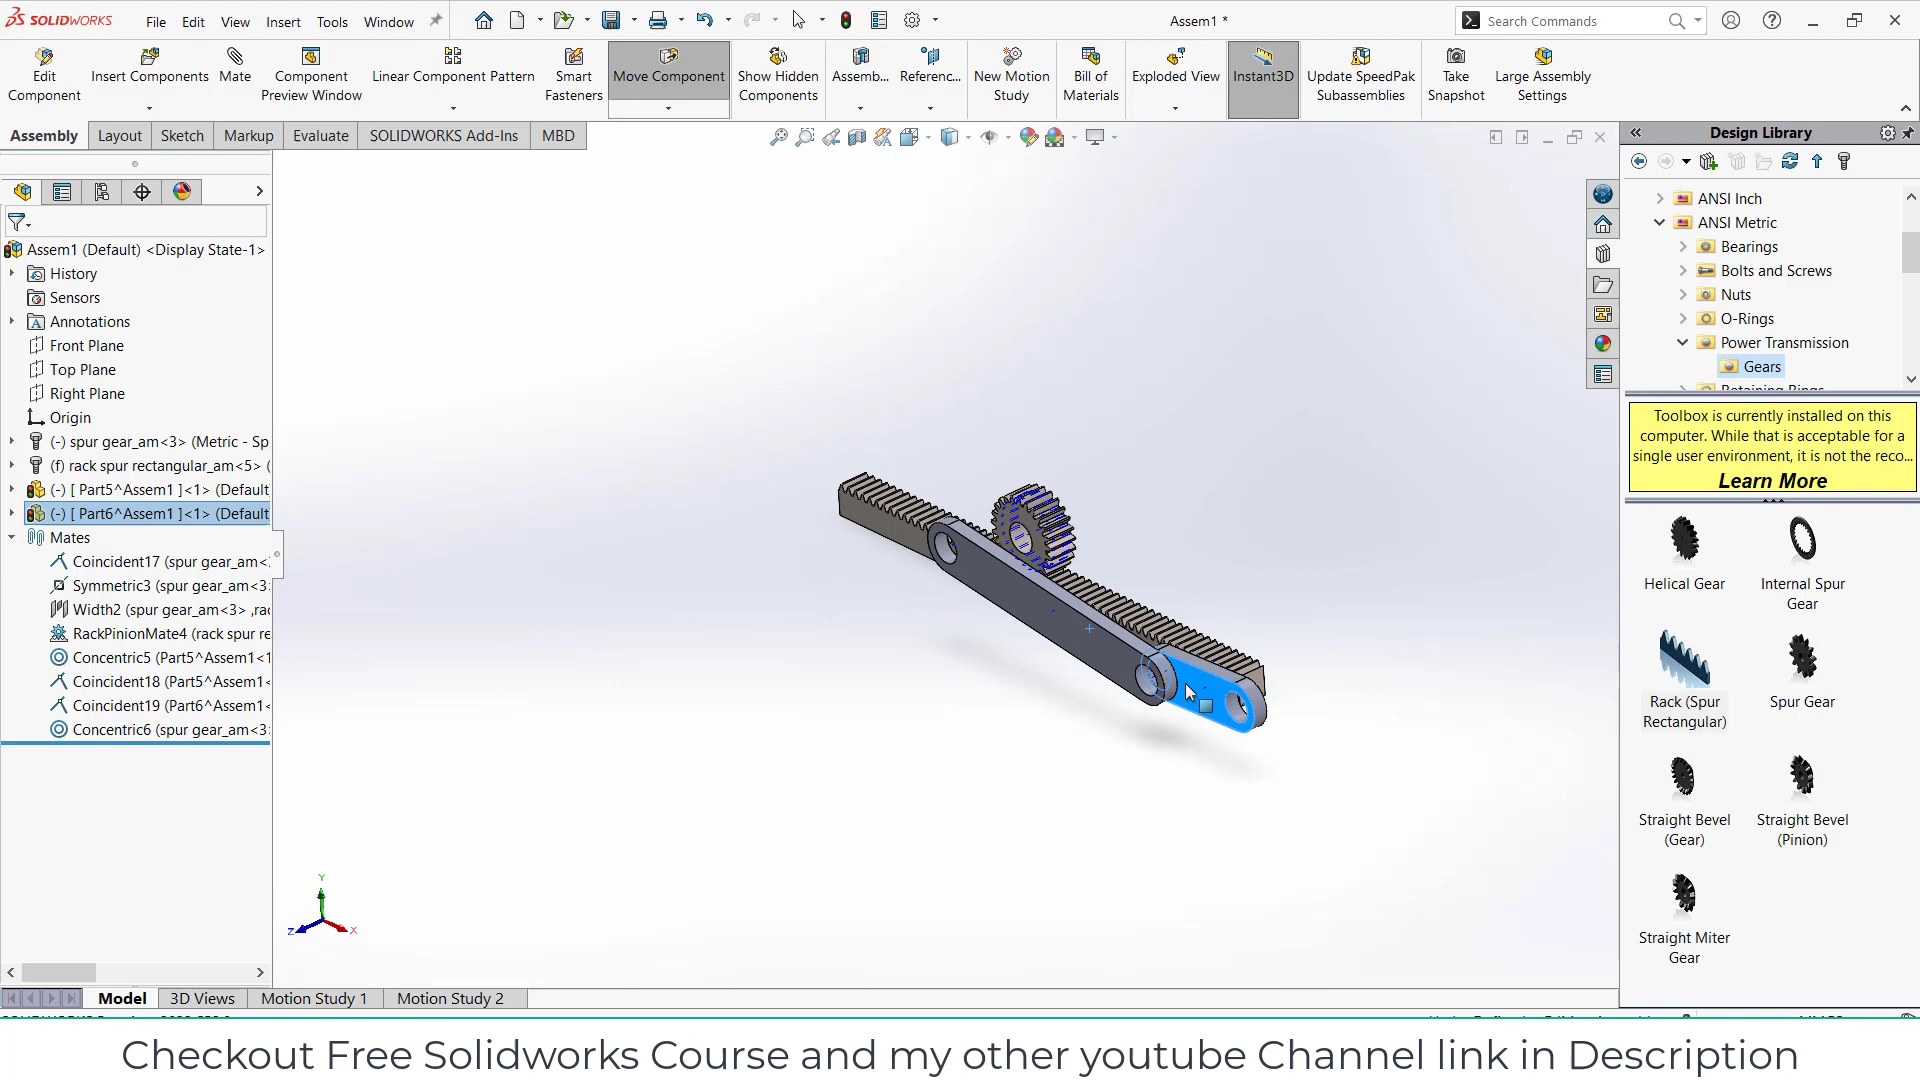 SOLIDWORKS File Edit View Insert Tools Window Assem1 * Search Commands
Edit Component
Insert Components
Mate
Component Preview Window
Linear Component Pattern
Smart Fasteners
Move Component
Show Hidden Components
Assemb...
Referenc...
New Motion Study
Bill of Materials
Exploded View
Instant3D
Update SpeedPak Subassemblies
Take Snapshot
Large Assembly Settings
Assembly Layout Sketch Markup Evaluate SOLIDWORKS Add-Ins MBD
Assem1 (Default) <Display State-1>
History
Sensors
Annotations
Front Plane
Top Plane
Right Plane
Origin
(-) spur gear_am<3> (Metric - Sp
(f) rack spur rectangular_am<5> (
(-) [ Part5^Assem1 ]<1> (Default
(-) [ Part6^Assem1 ]<1> (Default
Mates
Coincident17 (spur gear_am<
Symmetric3 (spur gear_am<3
Width2 (spur gear_am<3> ,rac
RackPinionMate4 (rack spur re
Concentric5 (Part5^Assem1<1
Coincident18 (Part5^Assem1<
Coincident19 (Part6^Assem1<
Concentric6 (spur gear_am<3
Y
Z
X
Model 3D Views Motion Study 1 Motion Study 2
Design Library
ANSI Inch
ANSI Metric
Bearings
Bolts and Screws
Nuts
O-Rings
Power Transmission
Gears
Retaining Rings
Toolbox is currently installed on this
computer. While that is acceptable for a
single user environment, it is not the reco...
Learn More
Helical Gear
Internal Spur Gear
Rack (Spur Rectangular)
Spur Gear
Straight Bevel (Gear)
Straight Bevel (Pinion)
Straight Miter Gear
Checkout Free Solidworks Course and my other youtube Channel link in Description